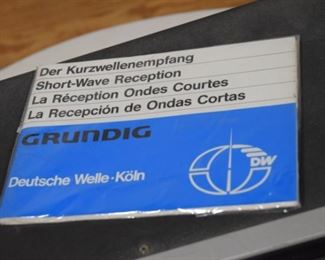 Der Kurzwellenempfang
Short-Wave Reception
La Réception Ondes Courtes
La Recepción de Ondas Cortas
GRUNDIG
DW
Deutsche Welle·Köln